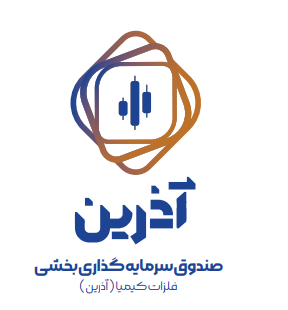 آذرین
صندوق سرمایه گذاری بخشی
فلزات کیمیا ( آذرین )